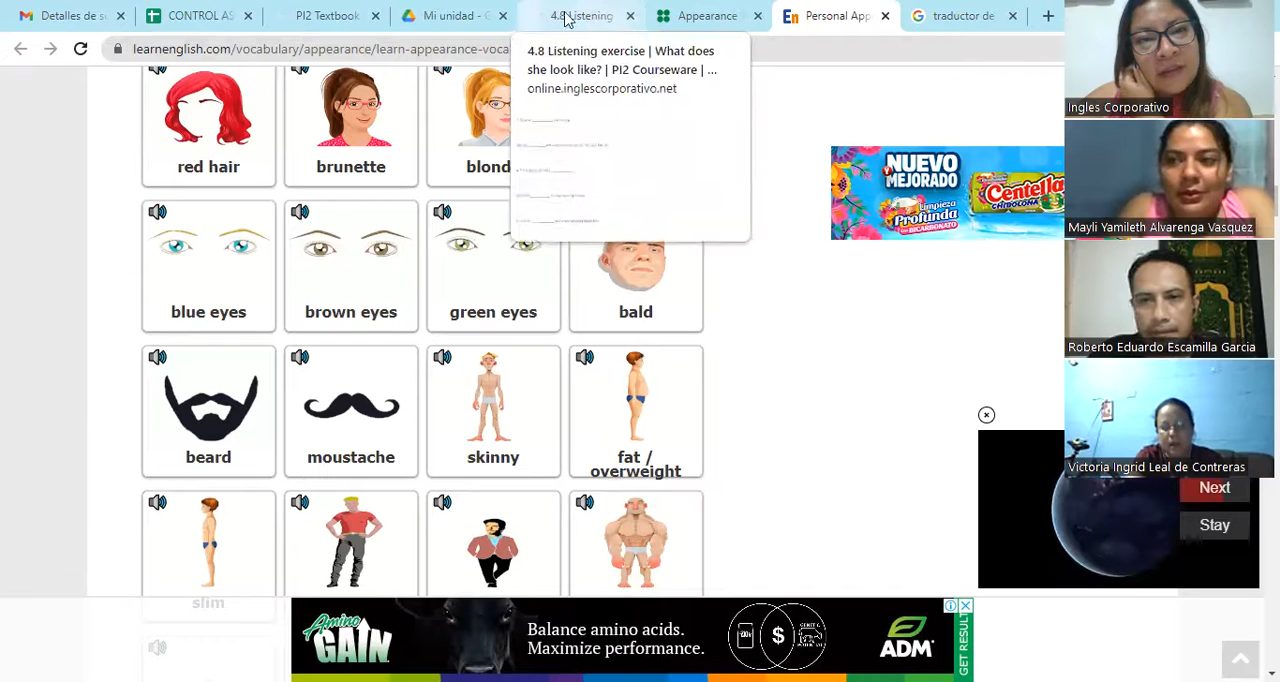 Detalles de su
CONTROL AS
PI2 Textbook
Mi unidad - G
4.8 Listening
Appearance
Personal App
traductor de
learnenglish.com/vocabulary/appearance/learn-appearance-voca
4.8 Listening exercise | What does
she look like? | PI2 Courseware | ...
online.inglescorporativo.net
red hair
brunette
blond
blue eyes
brown eyes
green eyes
bald
beard
moustache
skinny
fat /
overweight
slim
NUEVO
Y MEJORADO
Limpieza
Profunda
con BICARBONATO
Centella
CHIBOLONA
Ingles Corporativo
Mayli Yamileth Alvarenga Vasquez
Roberto Eduardo Escamilla Garcia
Victoria Ingrid Leal de Contreras
Next
Stay
Amino
GAIN
Balance amino acids.
Maximize performance.
$
ADM
GET RESULT